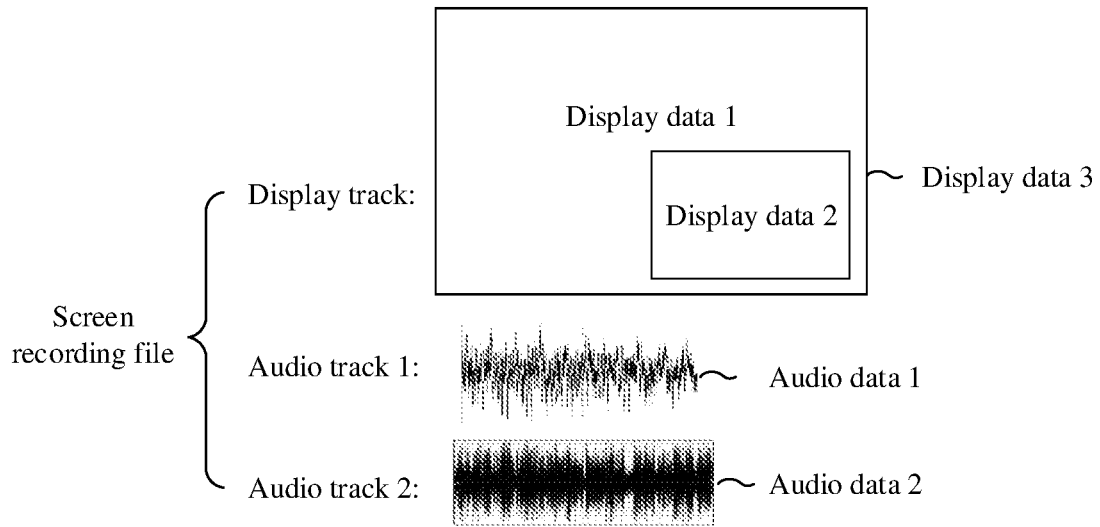 Display data 1
Display track:
Display data 2
Display data 3
Screen
recording file
Audio track 1:
Audio data 1
Audio track 2:
Audio data 2